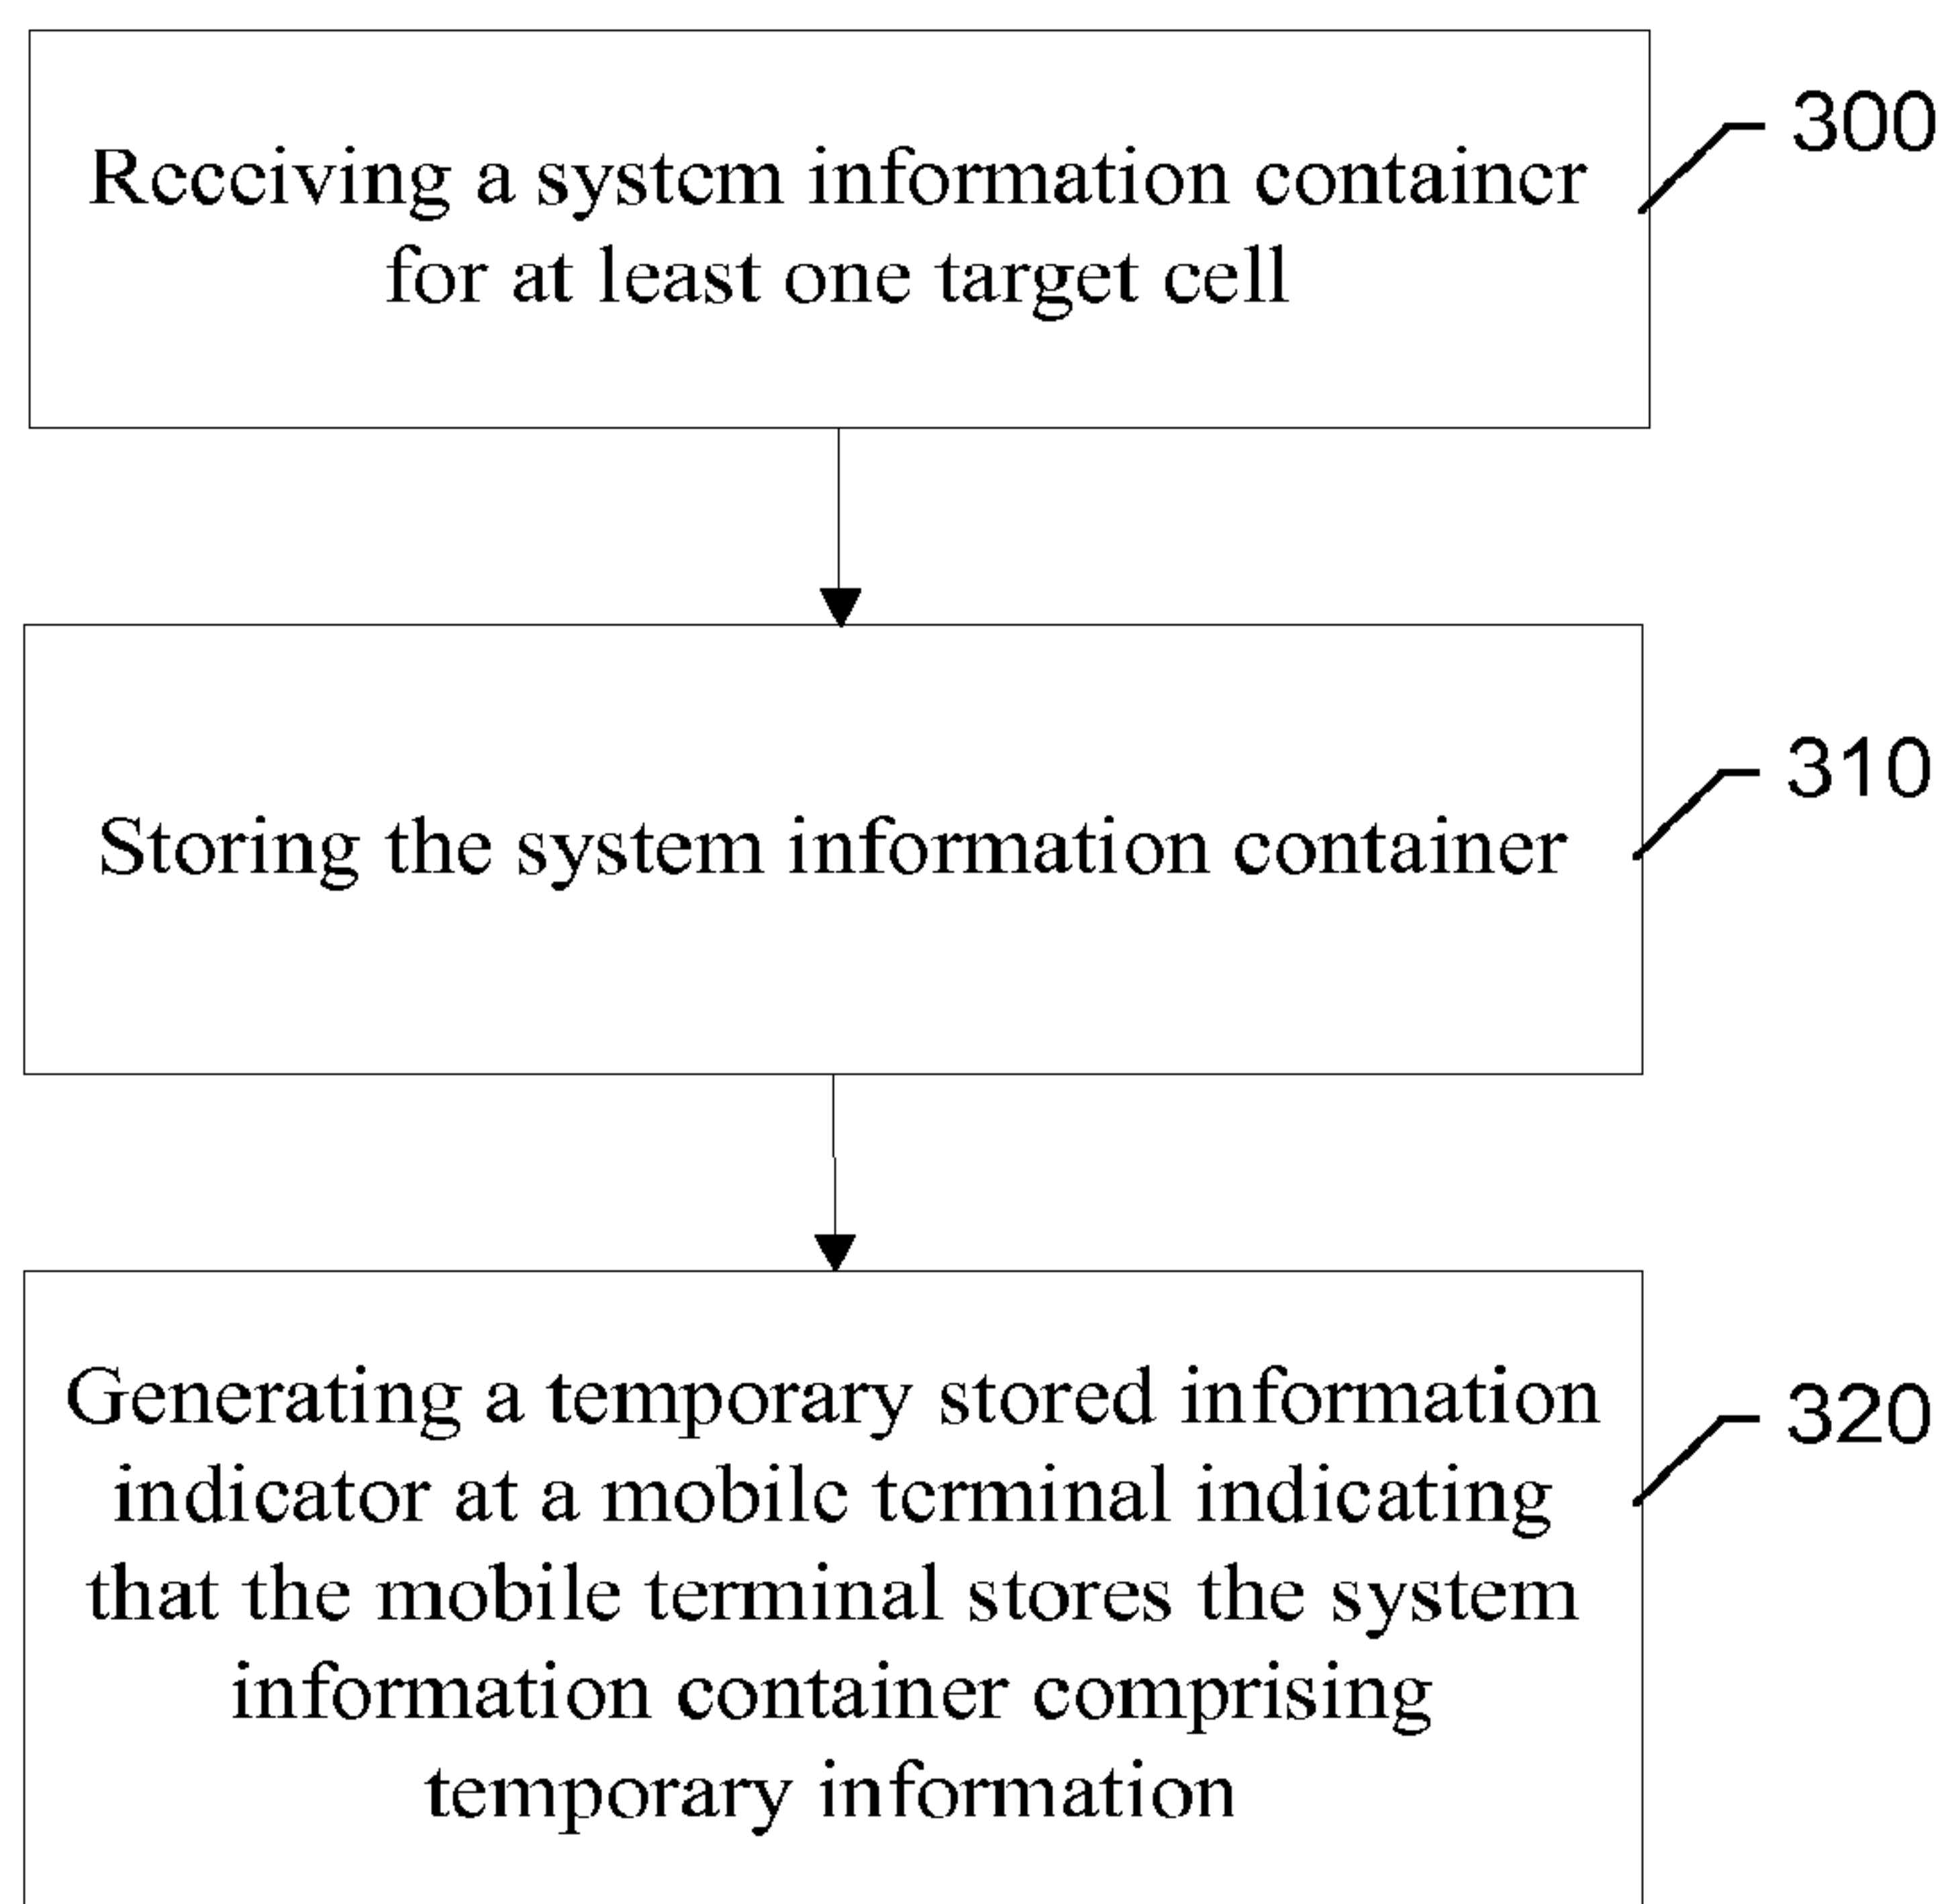 Receiving a system information container
for at least one target cell
300
Storing the system information container
310
Generating a temporary stored information
indicator at a mobile terminal indicating
that the mobile terminal stores the system
information container comprising
temporary information
320